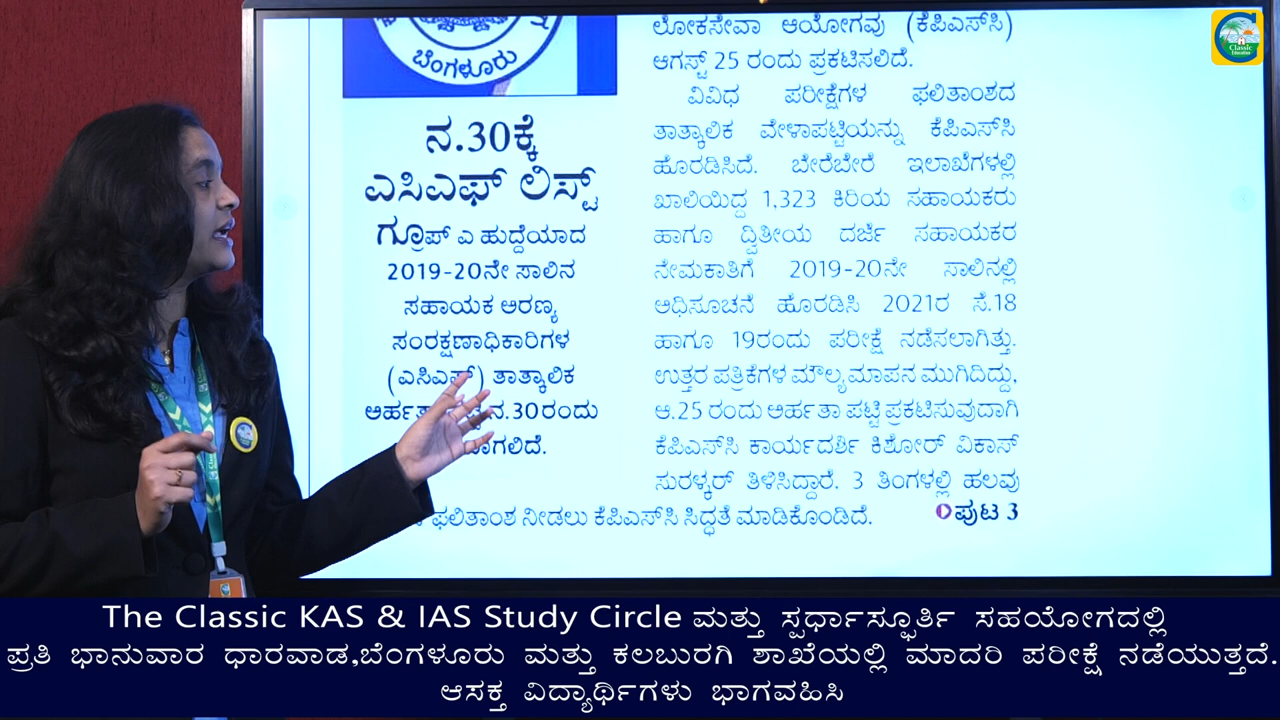 ಬೆಂಗಳೂರು
ನ.30ಕ್ಕೆ
ಎಸಿಎಫ್ ಲಿಸ್ಟ್
ಗ್ರೂಪ್ ಎ ಹುದ್ದೆಯಾದ
2019-20ನೇ ಸಾಲಿನ
ಸಹಾಯಕ ಅರಣ್ಯ
ಸಂರಕ್ಷಣಾಧಿಕಾರಿಗಳ
(ಎಸಿಎಫ್) ತಾತ್ಕಾಲಿಕ
ನ.30ರಂದು
ಲೋಕಸೇವಾ ಆಯೋಗವು (ಕೆಪಿಎಸ್‌ಸಿ)
ಆಗಸ್ಟ್ 25 ರಂದು ಪ್ರಕಟಿಸಲಿದೆ.
ವಿವಿಧ ಪರೀಕ್ಷೆಗಳ ಫಲಿತಾಂಶದ
ತಾತ್ಕಾಲಿಕ ವೇಳಾಪಟ್ಟಿಯನ್ನು ಕೆಪಿಎಸ್‌ಸಿ
ಹೊರಡಿಸಿದೆ. ಬೇರೆಬೇರೆ ಇಲಾಖೆಗಳಲ್ಲಿ
ಖಾಲಿಯಿದ್ದ 1,323 ಕಿರಿಯ ಸಹಾಯಕರು
ಹಾಗೂ ದ್ವಿತೀಯ ದರ್ಜೆ ಸಹಾಯಕರ
ನೇಮಕಾತಿಗೆ 2019-20ನೇ ಸಾಲಿನಲ್ಲಿ
ಅಧಿಸೂಚನೆ ಹೊರಡಿಸಿ 2021ರ ಸೆ.18
ಹಾಗೂ 19ರಂದು ಪರೀಕ್ಷೆ ನಡೆಸಲಾಗಿತ್ತು.
ಉತ್ತರ ಪತ್ರಿಕೆಗಳ ಮೌಲ್ಯಮಾಪನ ಮುಗಿದಿದ್ದು,
ಆ.25 ರಂದು ಅರ್ಹತಾ ಪಟ್ಟಿ ಪ್ರಕಟಿಸುವುದಾಗಿ
ಕೆಪಿಎಸ್‌ಸಿ ಕಾರ್ಯದರ್ಶಿ ಕಿಶೋರ್ ವಿಕಾಸ್
ಸುರಳ್ಕರ್ ತಿಳಿಸಿದ್ದಾರೆ. 3 ತಿಂಗಳಲ್ಲಿ ಹಲವು
ಫಲಿತಾಂಶ ನೀಡಲು ಕೆಪಿಎಸ್‌ಸಿ ಸಿದ್ಧತೆ ಮಾಡಿಕೊಂಡಿದೆ. ಪುಟ 3
Classic
Education
The Classic KAS & IAS Study Circle ಮತ್ತು ಸ್ಪರ್ಧಾಸ್ಫೂರ್ತಿ ಸಹಯೋಗದಲ್ಲಿ
ಪ್ರತಿ ಭಾನುವಾರ ಧಾರವಾಡ,ಬೆಂಗಳೂರು ಮತ್ತು ಕಲಬುರಗಿ ಶಾಖೆಯಲ್ಲಿ ಮಾದರಿ ಪರೀಕ್ಷೆ ನಡೆಯುತ್ತದೆ.
ಆಸಕ್ತ ವಿದ್ಯಾರ್ಥಿಗಳು ಭಾಗವಹಿಸಿ